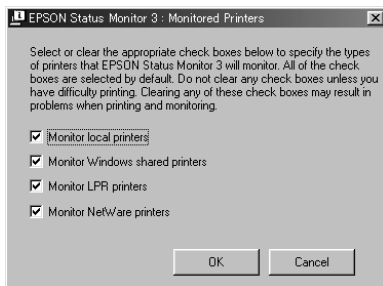 EPSON Status Monitor 3 : Monitored Printers
Select or clear the appropriate check boxes below to specify the types
of printers that EPSON Status Monitor 3 will monitor. All of the check
boxes are selected by default. Do not clear any check boxes unless you
have difficulty printing. Clearing any of these check boxes may result in
problems when printing and monitoring.
Monitor local printers
Monitor Windows shared printers
Monitor LPR printers
Monitor NetWare printers
OK Cancel